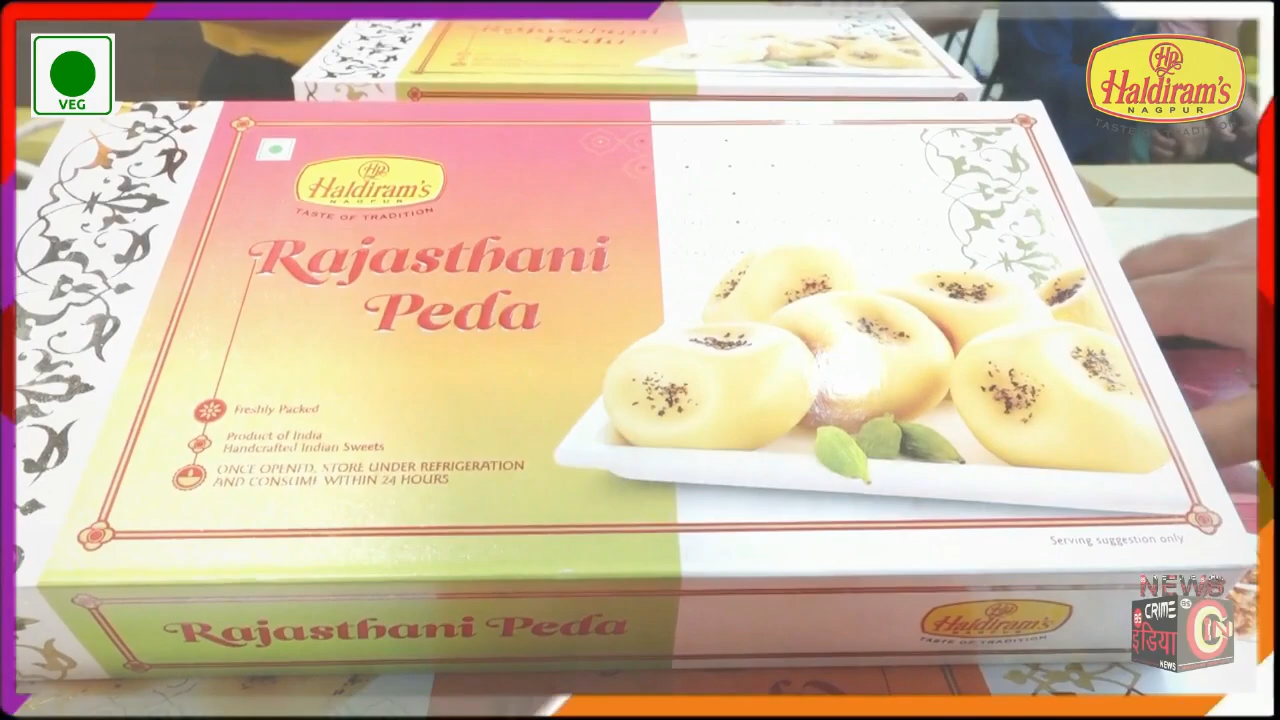 VEG
Haldiram's
NAGPUR
Haldiram's
NAGPUR
TASTE OF TRADITION
Rajasthani
Peda
Freshly Packed
Product of India
Handcrafted Indian Sweets
ONCE OPENED, STORE UNDER REFRIGERATION
AND CONSUME WITHIN 24 HOURS
Serving suggestion only
Rajasthani Peda
Haldiram's
NAGPUR
TASTE OF TRADITION
NEWS
CRIME
इंडिया
NEWS